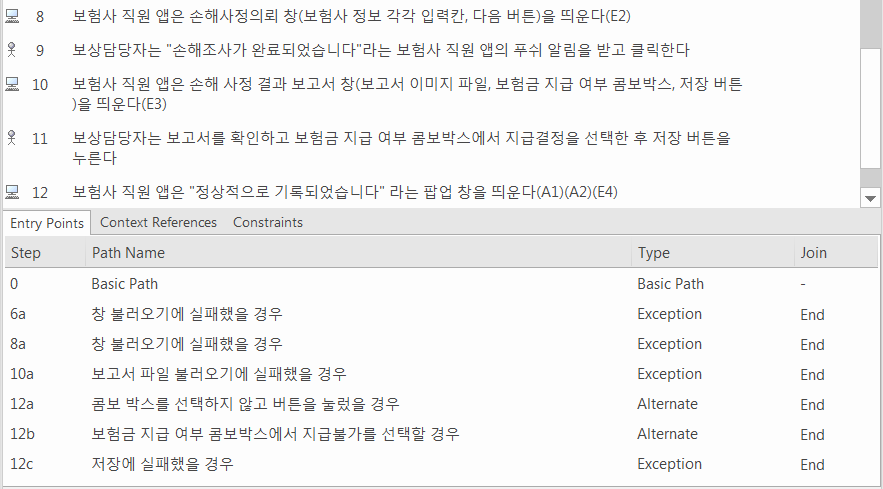 8 보험사 직원 앱은 손해사정의뢰 창(보험사 정보 각각 입력칸, 다음 버튼)을 띄운다(E2)
9 보상담당자는 "손해조사가 완료되었습니다"라는 보험사 직원 앱의 푸쉬 알림을 받고 클릭한다
10 보험사 직원 앱은 손해 사정 결과 보고서 창(보고서 이미지 파일, 보험금 지급 여부 콤보박스, 저장 버튼
)을 띄운다(E3)
11 보상담당자는 보고서를 확인하고 보험금 지급 여부 콤보박스에서 지급결정을 선택한 후 저장 버튼을
누른다
12 보험사 직원 앱은 "정상적으로 기록되었습니다" 라는 팝업 창을 띄운다(A1)(A2)(E4)
Entry Points Context References Constraints
Step Path Name Type Join
0 Basic Path Basic Path -
6a 창 불러오기에 실패했을 경우 Exception End
8a 창 불러오기에 실패했을 경우 Exception End
10a 보고서 파일 불러오기에 실패했을 경우 Exception End
12a 콤보 박스를 선택하지 않고 버튼을 눌렀을 경우 Alternate End
12b 보험금 지급 여부 콤보박스에서 지급불가를 선택할 경우 Alternate End
12c 저장에 실패했을 경우 Exception End